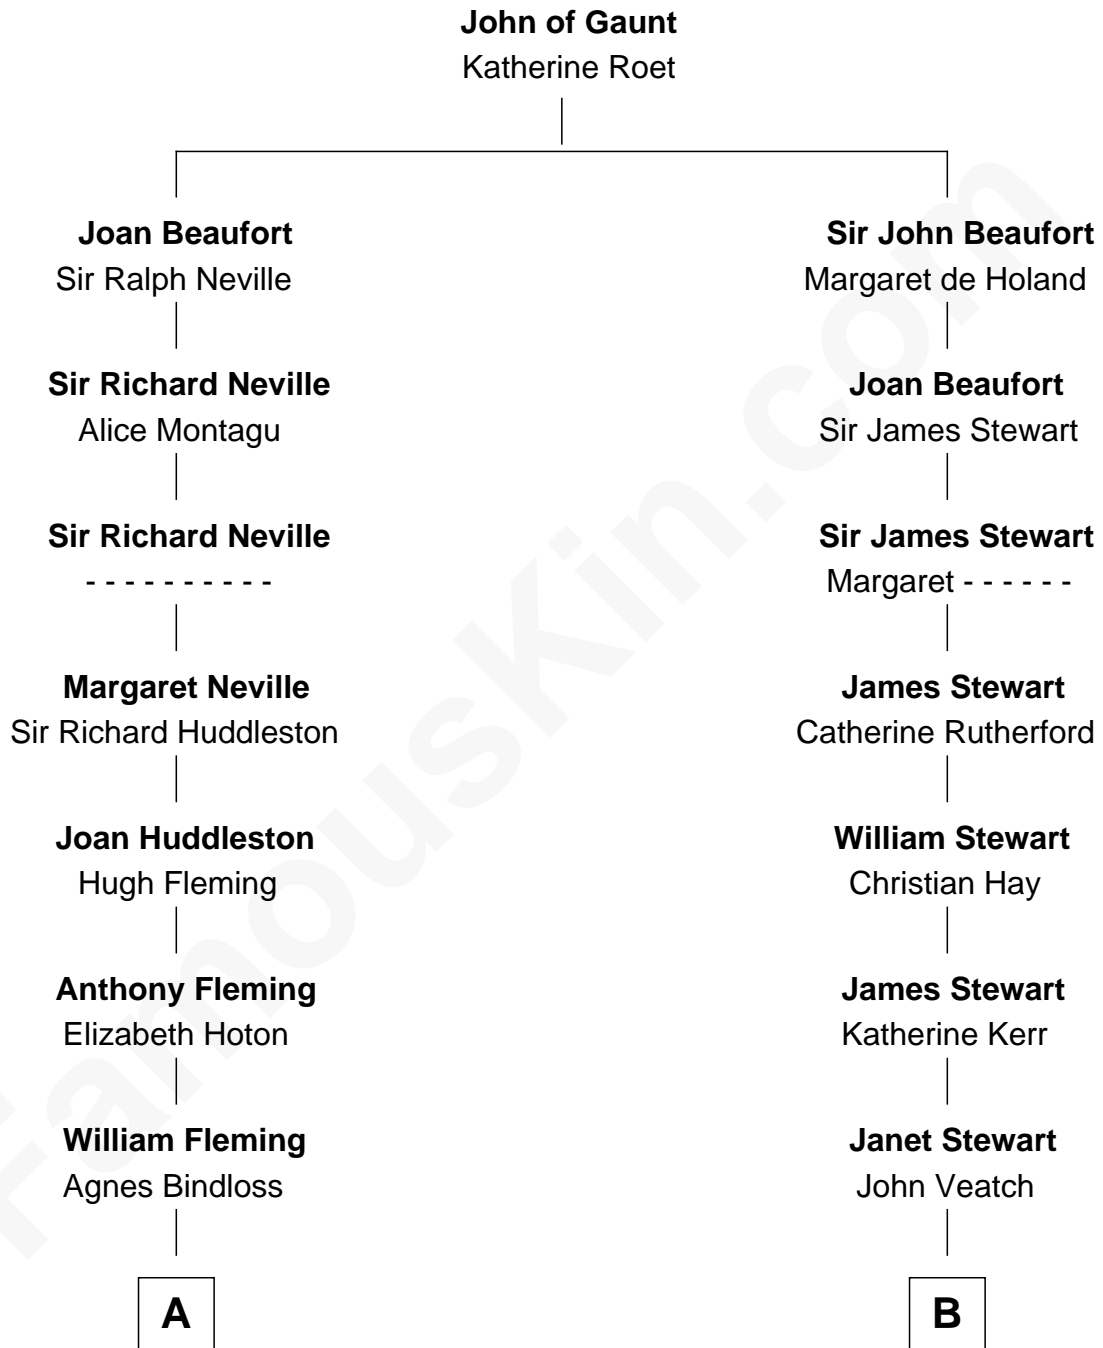 John of Gaunt
Katherine Roet
Joan Beaufort
Sir Ralph Neville
Sir John Beaufort
Margaret de Holand
Sir Richard Neville
Alice Montagu
Joan Beaufort
Sir James Stewart
Sir Richard Neville
- - - - - - - - - -
Sir James Stewart
Margaret - - - - - -
Margaret Neville
Sir Richard Huddleston
James Stewart
Catherine Rutherford
Joan Huddleston
Hugh Fleming
William Stewart
Christian Hay
Anthony Fleming
Elizabeth Hoton
James Stewart
Katherine Kerr
William Fleming
Agnes Bindloss
Janet Stewart
John Veatch
A
B
FamousKin.com